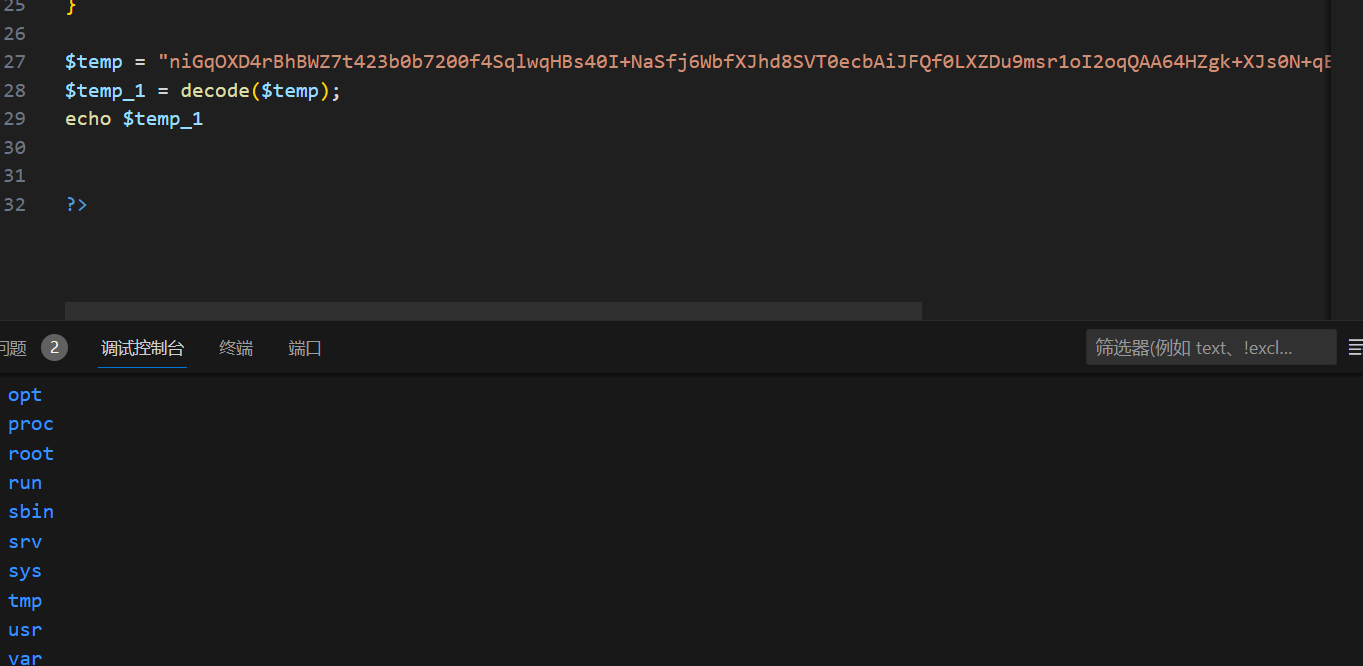 25 }
26
27 $temp = "niGqOXD4rBhBWZ7t423b0b7200f4SqlwqHBs40I+NaSfj6WbfXJhd8SVT0ecbAiJFQf0LXZDu9msr1oI2oqQAA64HZgk+XJs0N+qE
28 $temp_1 = decode($temp);
29 echo $temp_1
30
31
32 ?>
问题 2 调试控制台 终端 端口 筛选器(例如 text、!excl...
opt
proc
root
run
sbin
srv
sys
tmp
usr
var